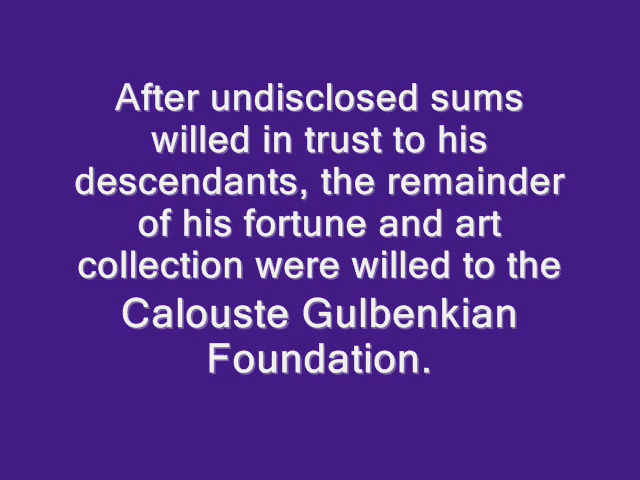 After undisclosed sums
willed in trust to his
descendants, the remainder
of his fortune and art
collection were willed to the
Calouste Gulbenkian
Foundation.